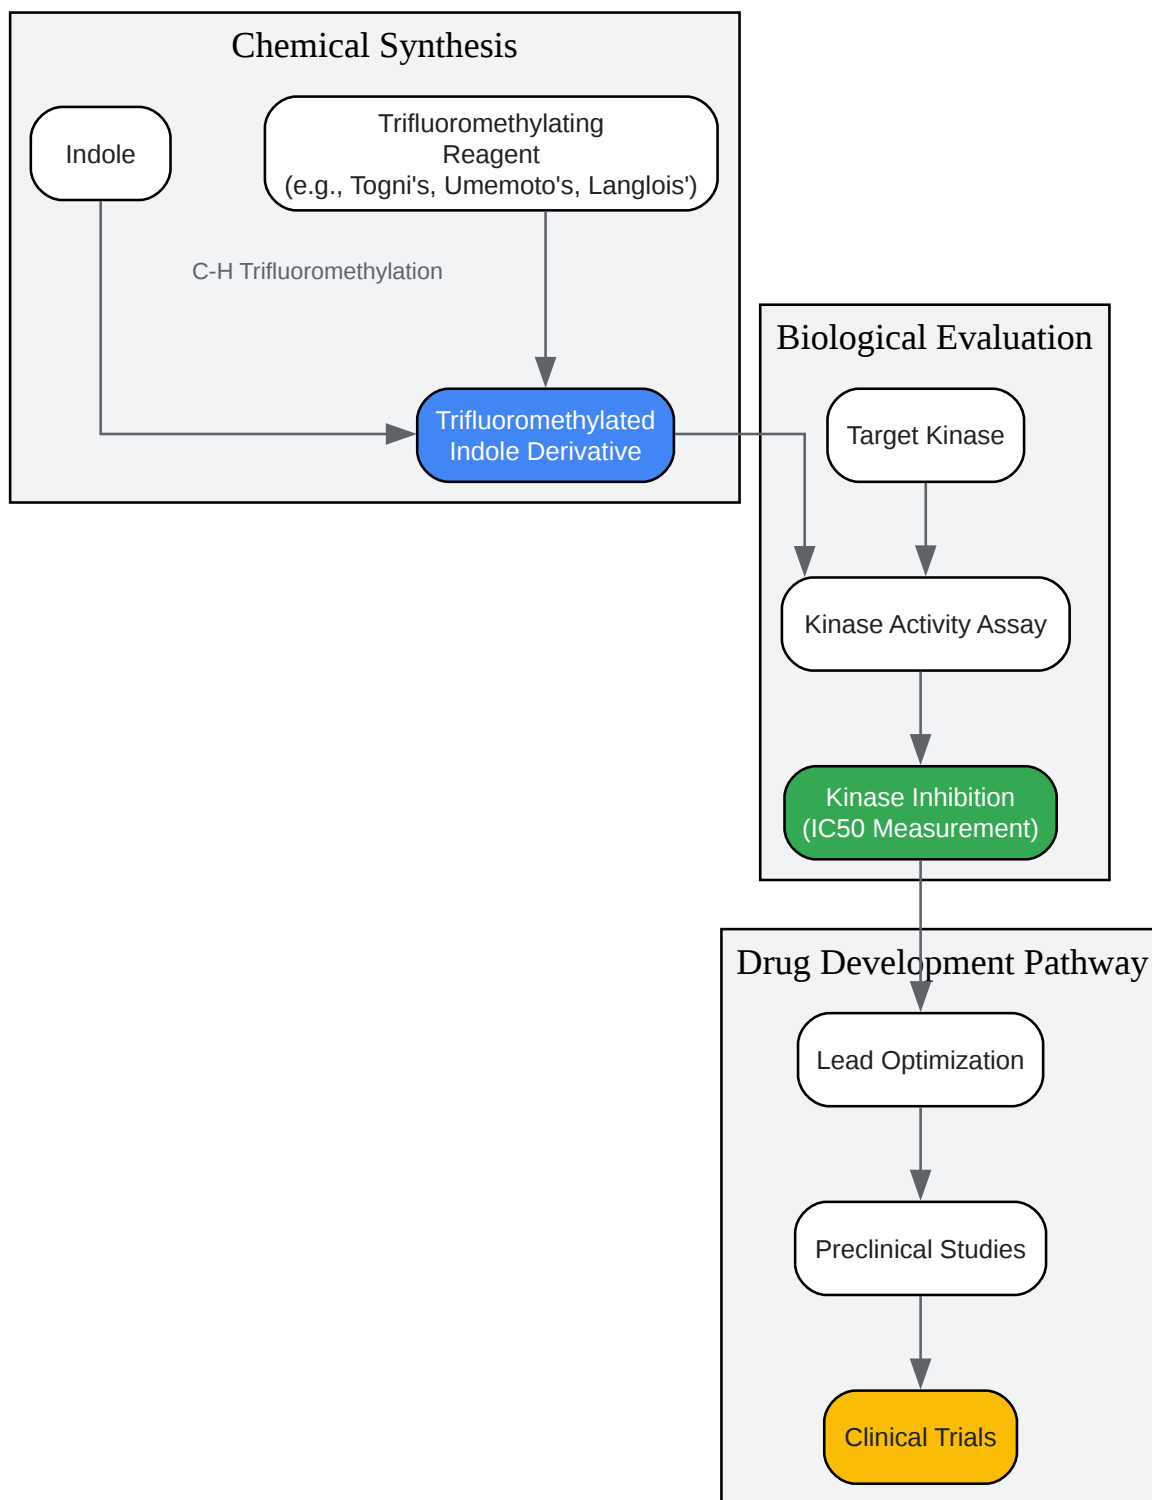 Chemical Synthesis
Indole
Trifluoromethylating
Reagent
(e.g., Togni's, Umemoto's, Langlois')
C-H Trifluoromethylation
Trifluoromethylated
Indole Derivative
Biological Evaluation
Target Kinase
Kinase Activity Assay
Kinase Inhibition
(IC50 Measurement)
Drug Development Pathway
Lead Optimization
Preclinical Studies
Clinical Trials